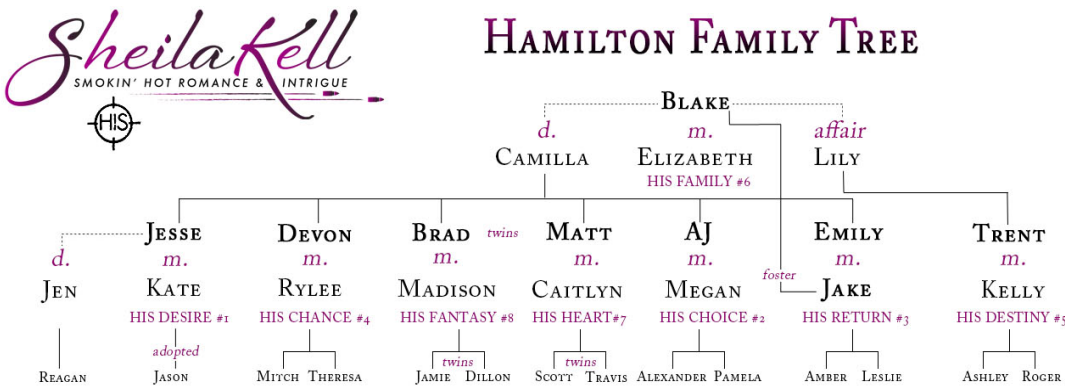 Sheila Kell
SMOKIN' HOT ROMANCE & INTRIGUE
HIS
HAMILTON FAMILY TREE
BLAKE
d. m. affair
CAMILLA ELIZABETH LILY
HIS FAMILY #6
JESSE DEVON BRAD twins MATT AJ EMILY TRENT
d. m. m. m. m. m. m. m.
foster
JEN KATE RYLEE MADISON CAITLYN MEGAN JAKE KELLY
HIS DESIRE #1 HIS CHANCE #4 HIS FANTASY #8 HIS HEART#7 HIS CHOICE #2 HIS RETURN #3 HIS DESTINY #5
adopted twins twins
REAGAN JASON MITCH THERESA JAMIE DILLON SCOTT TRAVIS ALEXANDER PAMELA AMBER LESLIE ASHLEY ROGER